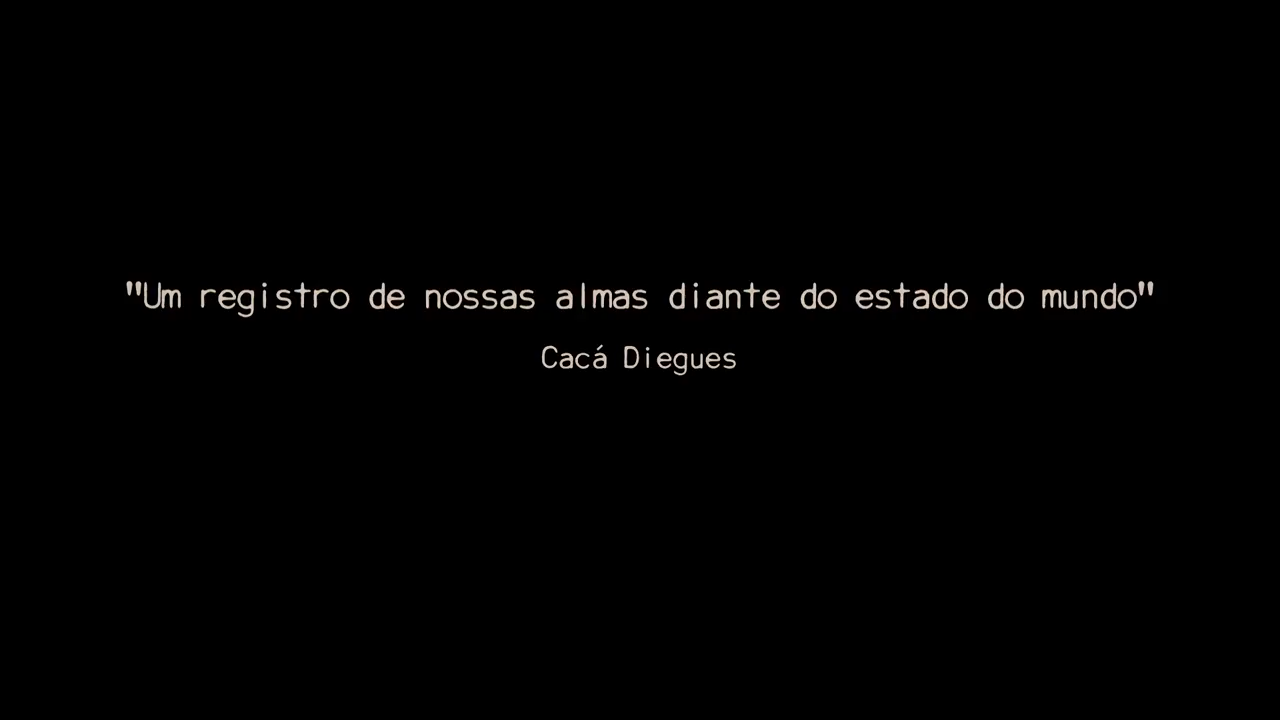 "Um registro de nossas almas diante do estado do mundo"
Cacá Diegues